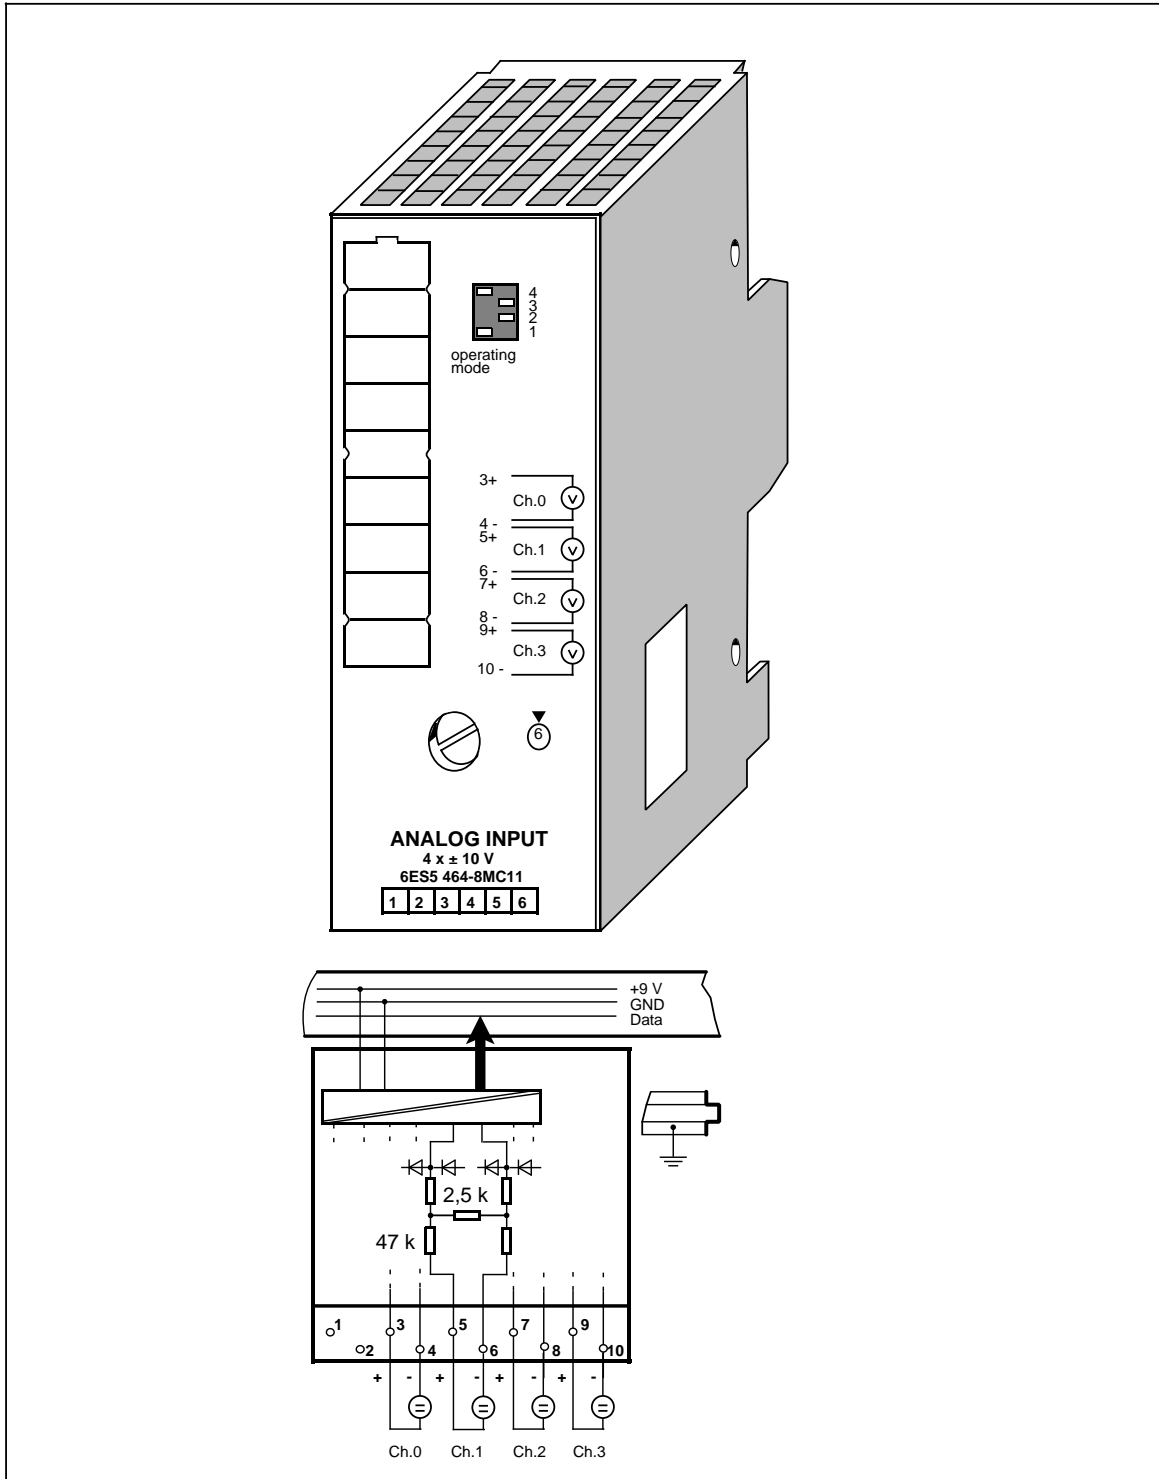 4
3
2
1
operating
mode
3+
Ch.0
4 -
5+
Ch.1
6 -
7+
Ch.2
8 -
9+
Ch.3
10 -
6
ANALOG INPUT
4 x ± 10 V
6ES5 464-8MC11
1 2 3 4 5 6
+9 V
GND
Data
2,5 k
47 k
1 3 5 7 9
2 4 6 8 10
+ - + - + - + -
Ch.0 Ch.1 Ch.2 Ch.3